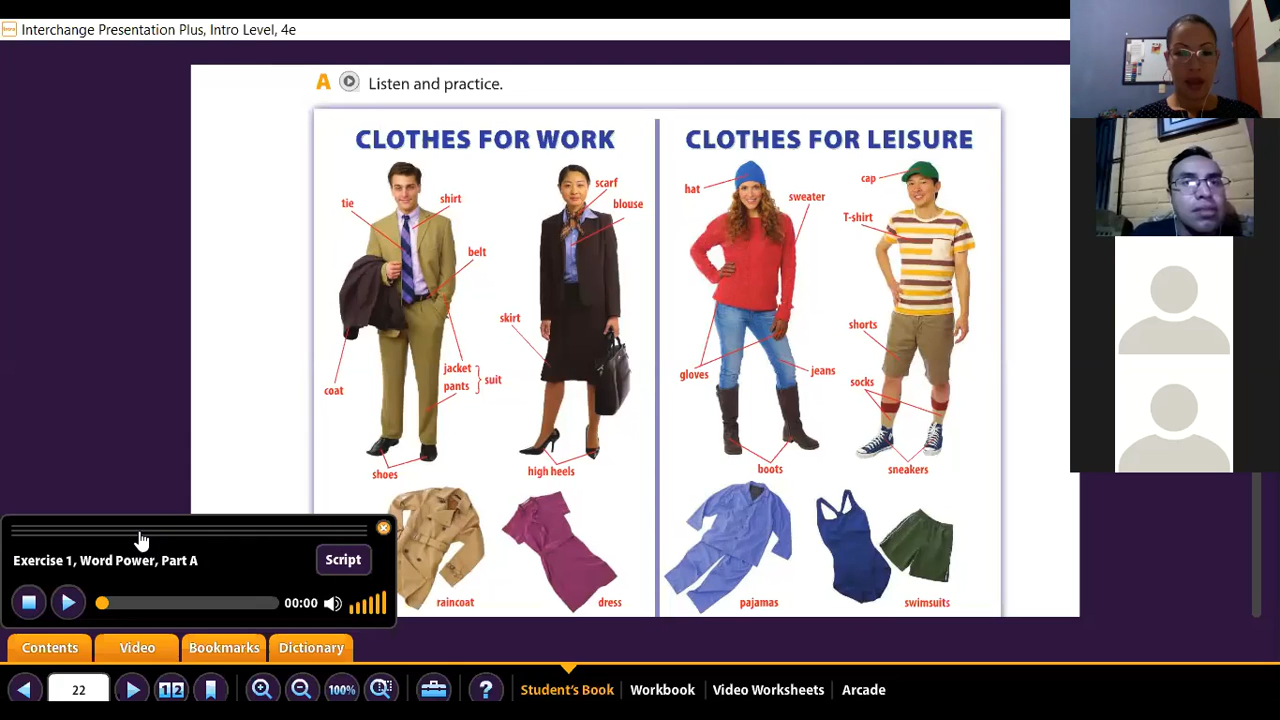 Interchange Presentation Plus, Intro Level, 4e
A Listen and practice.
CLOTHES FOR WORK
CLOTHES FOR LEISURE
tie
shirt
belt
coat
jacket
pants
suit
shoes
scarf
blouse
skirt
high heels
hat
sweater
gloves
jeans
boots
cap
T-shirt
shorts
socks
sneakers
raincoat
dress
pajamas
swimsuits
Exercise 1, Word Power, Part A
Script
00:00
Contents
Video
Bookmarks
Dictionary
22
1 2
100%
?
Student's Book
Workbook
Video Worksheets
Arcade